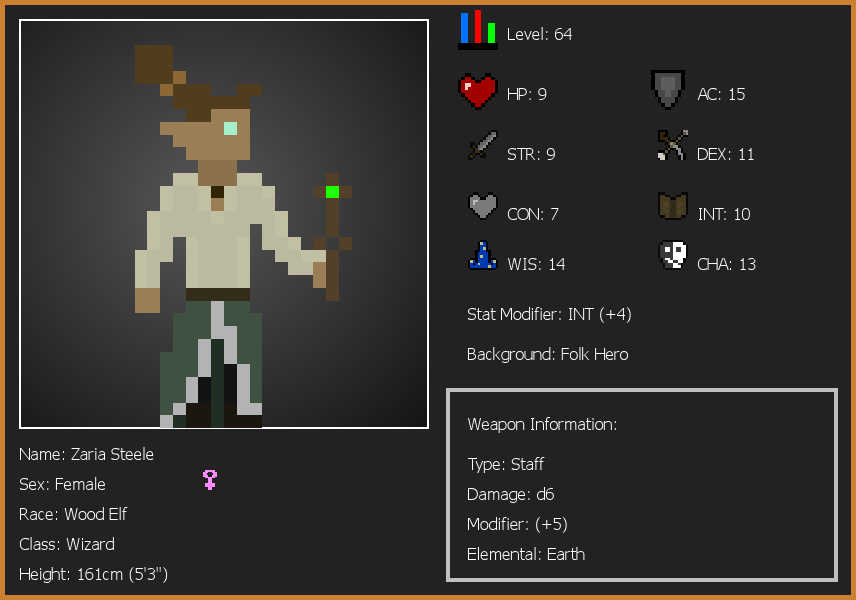 Level: 64
HP: 9
AC: 15
STR: 9
DEX: 11
CON: 7
INT: 10
WIS: 14
CHA: 13
Stat Modifier: INT (+4)
Background: Folk Hero
Weapon Information:
Type: Staff
Damage: d6
Modifier: (+5)
Elemental: Earth
Name: Zaria Steele
Sex: Female
Race: Wood Elf
Class: Wizard
Height: 161cm (5'3")